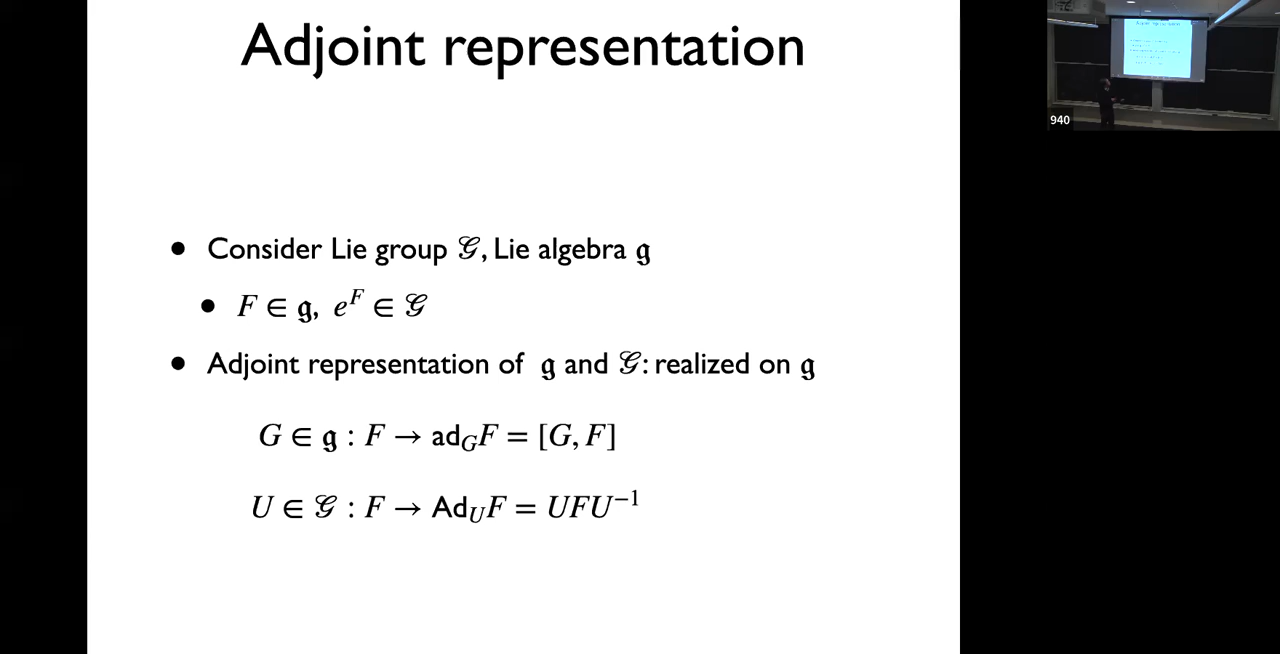 Adjoint representation
• Consider Lie group 𝒢, Lie algebra 𝔤
• F ∈ 𝔤, e^F ∈ 𝒢
• Adjoint representation of 𝔤 and 𝒢: realized on 𝔤
G ∈ 𝔤 : F → ad_G F = [G, F]
U ∈ 𝒢 : F → Ad_U F = UFU⁻¹
940